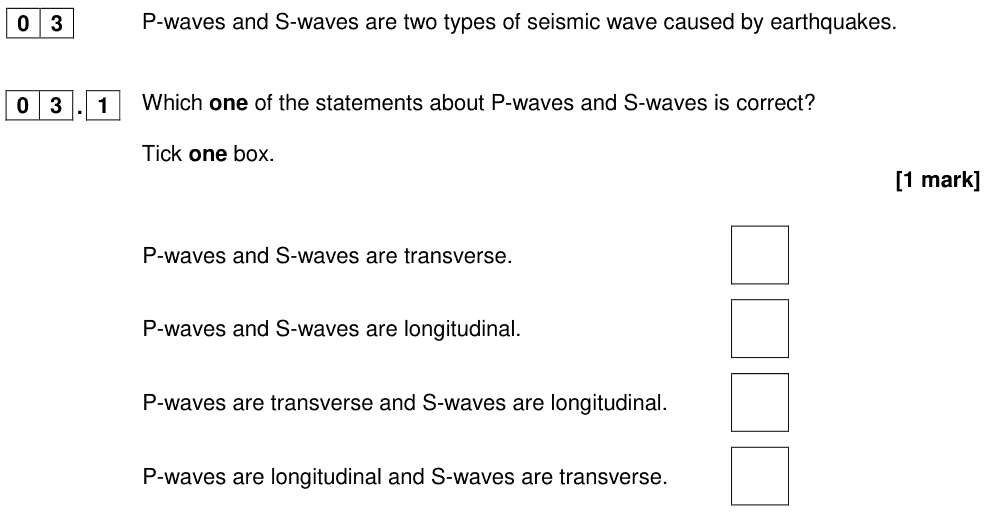 0 3 P-waves and S-waves are two types of seismic wave caused by earthquakes.
0 3 . 1 Which one of the statements about P-waves and S-waves is correct?
Tick one box.
[1 mark]
P-waves and S-waves are transverse.
P-waves and S-waves are longitudinal.
P-waves are transverse and S-waves are longitudinal.
P-waves are longitudinal and S-waves are transverse.